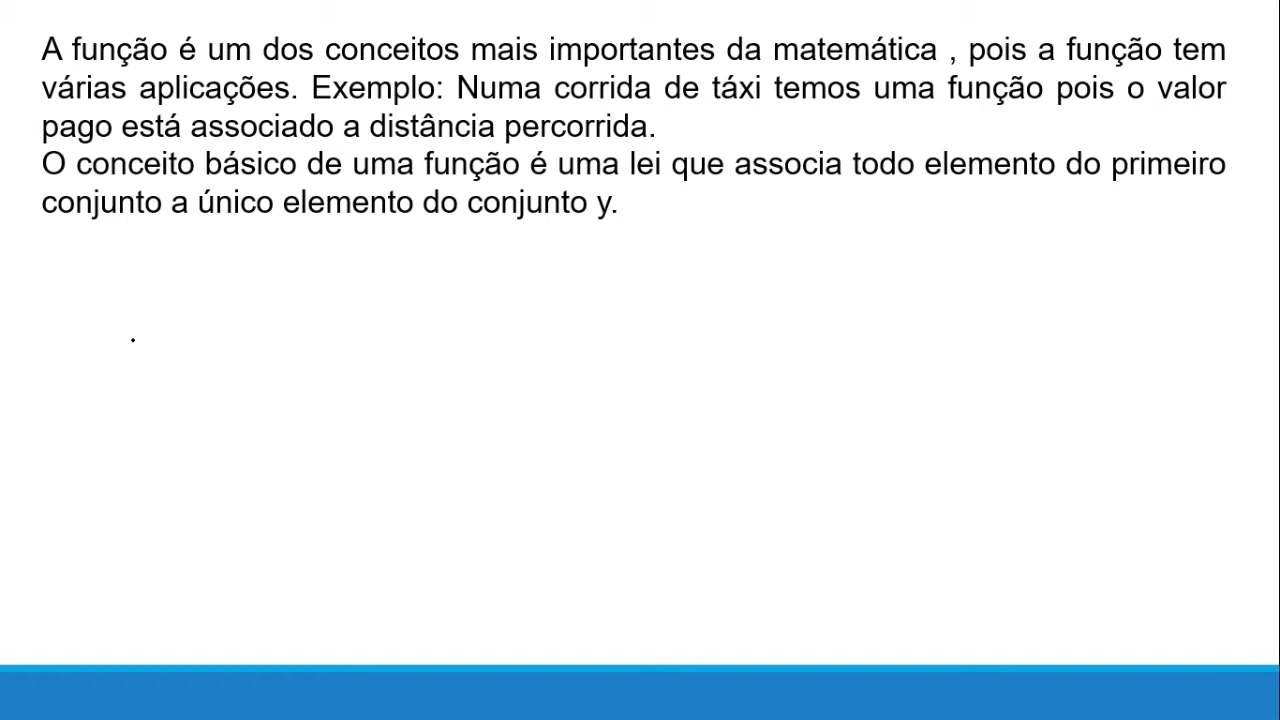 A função é um dos conceitos mais importantes da matemática , pois a função tem
várias aplicações. Exemplo: Numa corrida de táxi temos uma função pois o valor
pago está associado a distância percorrida.
O conceito básico de uma função é uma lei que associa todo elemento do primeiro
conjunto a único elemento do conjunto y.